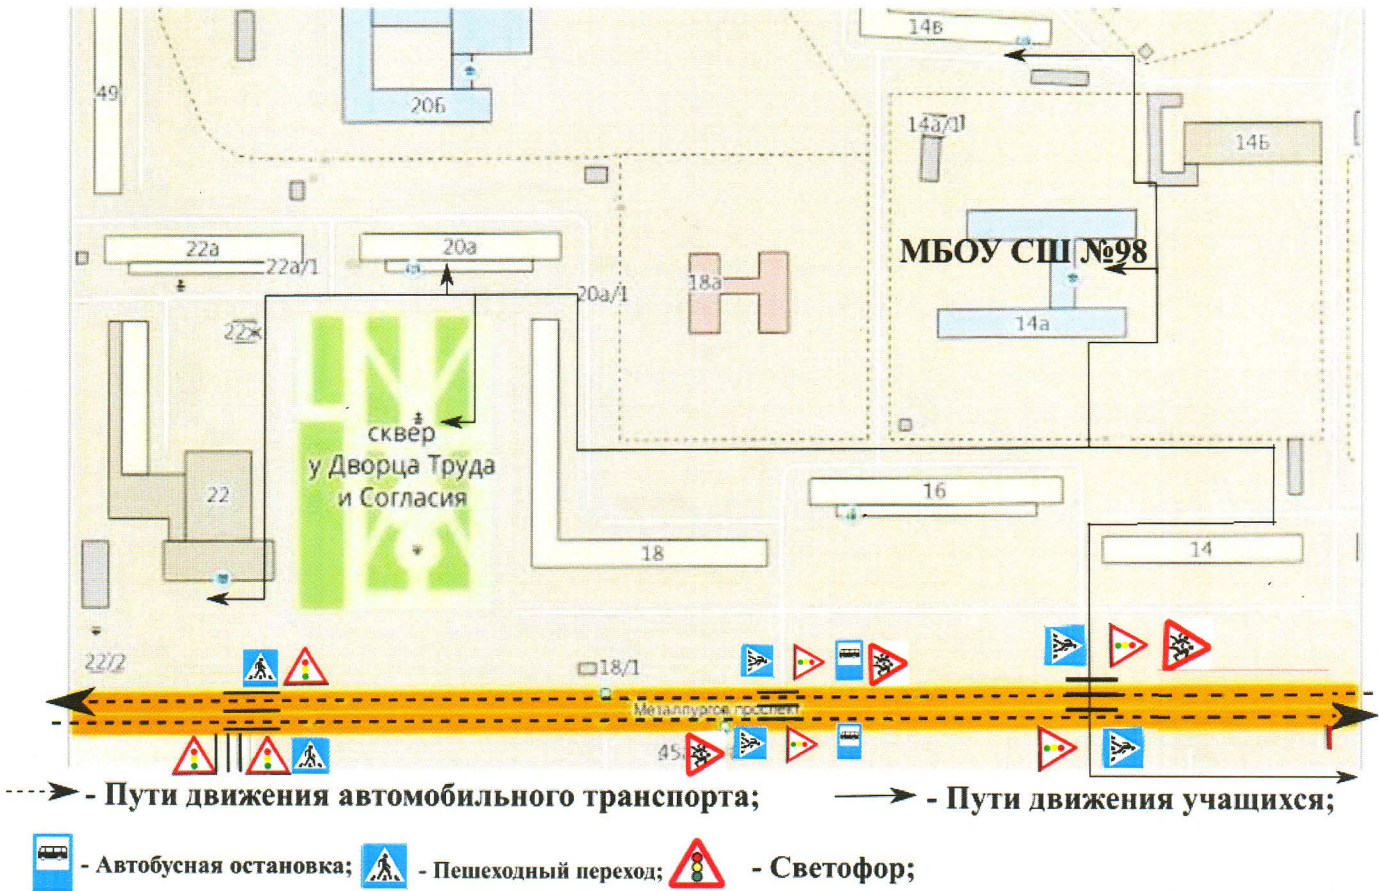 14в
49
20Б
14а/1
14Б
22а
20а
МБОУ СШ №98
22а/1
18а
20а/1
14а
22ж
сквер
у Дворца Труда
и Согласия
16
22
18
14
22/2
18/1
Металлургов проспект
- Пути движения автомобильного транспорта;
- Пути движения учащихся;
- Автобусная остановка;
- Пешеходный переход;
- Светофор;